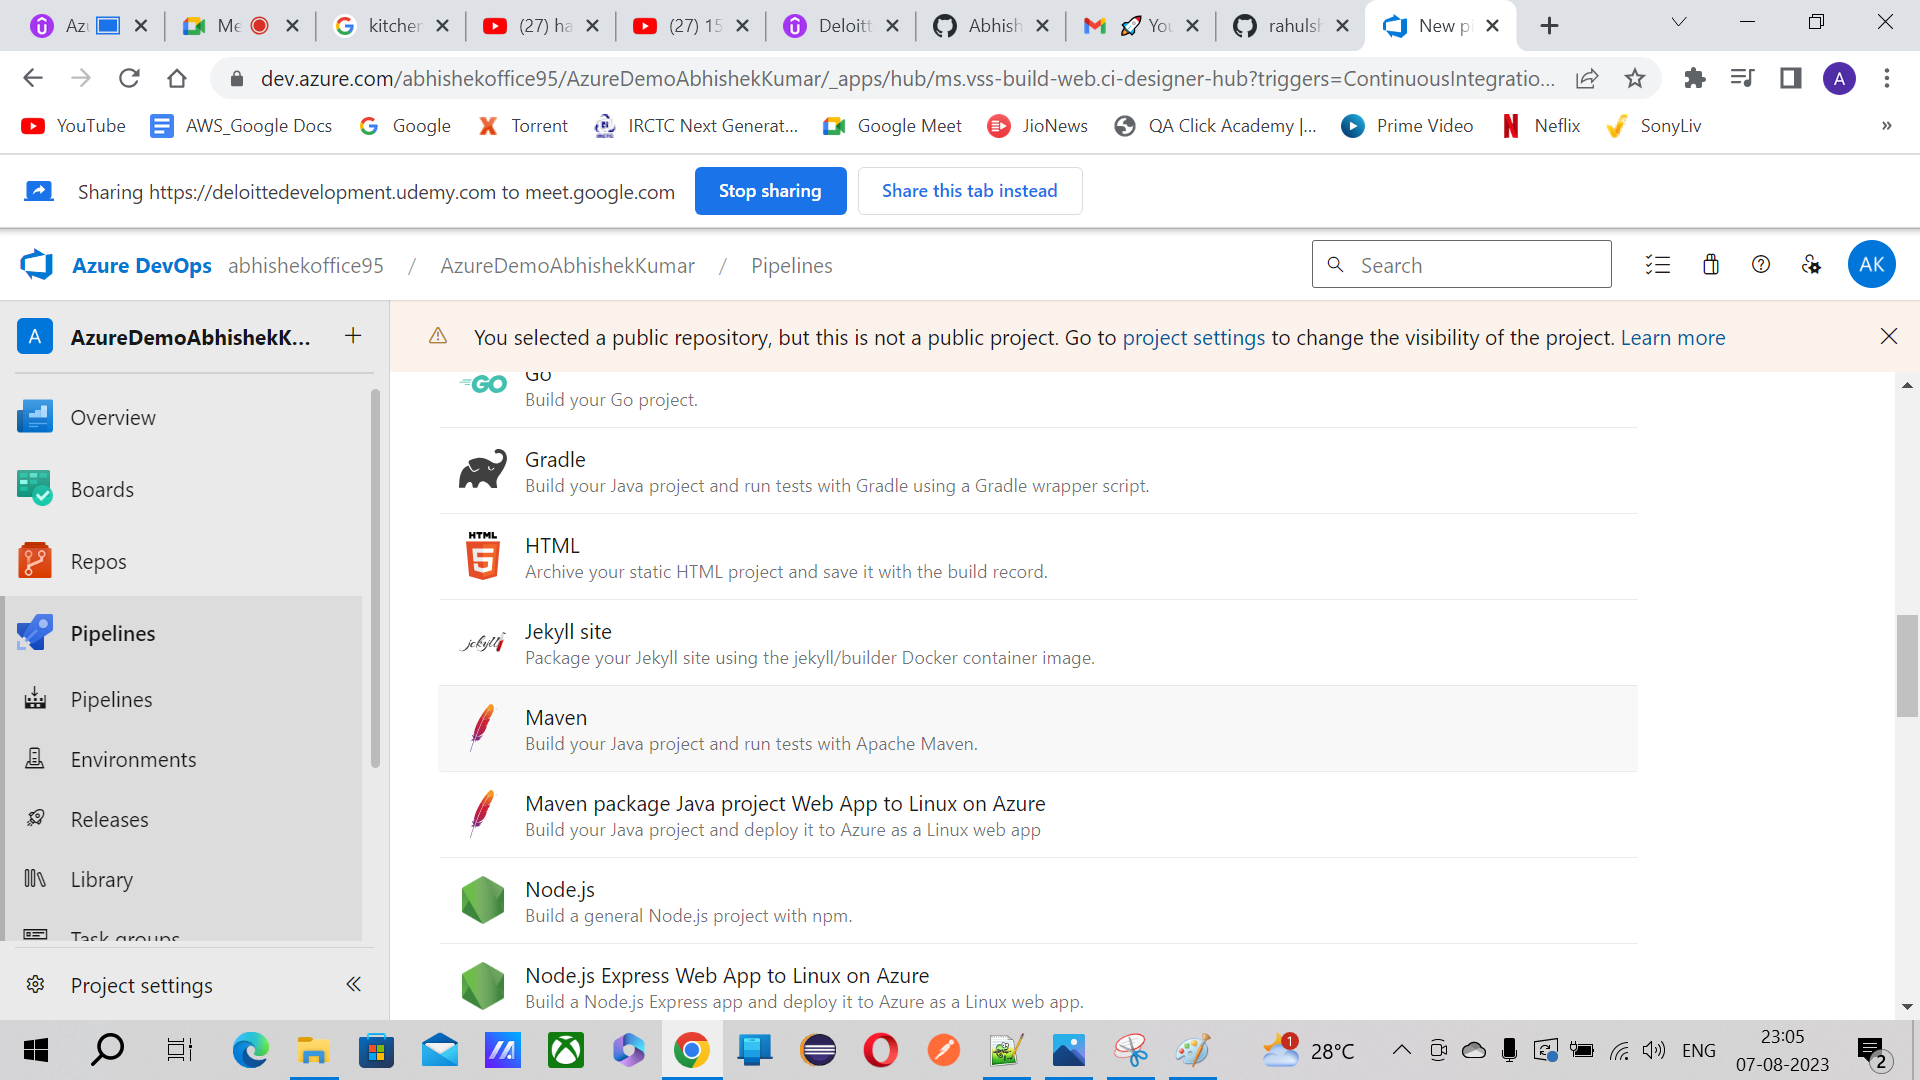 Az
Me
kitchen
(27) ha
(27) 15
Deloitt
Abhish
You
rahulsh
New pi
dev.azure.com/abhishekoffice95/AzureDemoAbhishekKumar/_apps/hub/ms.vss-build-web.ci-designer-hub?triggers=ContinuousIntegratio...
A
YouTube
AWS_Google Docs
Google
Torrent
IRCTC Next Generat...
Google Meet
JioNews
QA Click Academy |...
Prime Video
Neflix
SonyLiv
»
Sharing https://deloittedevelopment.udemy.com to meet.google.com
Stop sharing
Share this tab instead
Azure DevOps
abhishekoffice95 / AzureDemoAbhishekKumar / Pipelines
Search
AK
A
AzureDemoAbhishekK...
You selected a public repository, but this is not a public project. Go to project settings to change the visibility of the project. Learn more
Overview
Boards
Repos
Pipelines
Pipelines
Environments
Releases
Library
Task groups
Project settings
GO
Go
Build your Go project.
Gradle
Build your Java project and run tests with Gradle using a Gradle wrapper script.
HTML
5
HTML
Archive your static HTML project and save it with the build record.
jekyll
Jekyll site
Package your Jekyll site using the jekyll/builder Docker container image.
Maven
Build your Java project and run tests with Apache Maven.
Maven package Java project Web App to Linux on Azure
Build your Java project and deploy it to Azure as a Linux web app
Node.js
Build a general Node.js project with npm.
Node.js Express Web App to Linux on Azure
Build a Node.js Express app and deploy it to Azure as a Linux web app.
1
28°C
ENG
23:05
07-08-2023
2